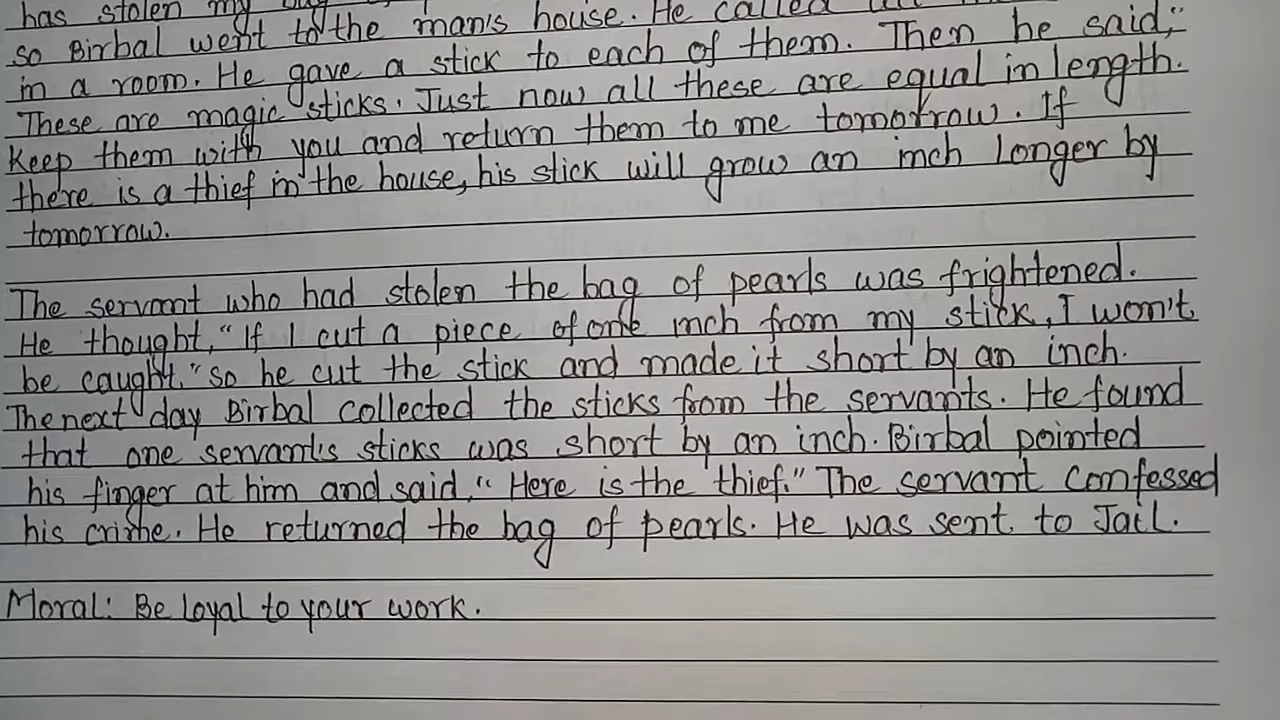 has stolen my bag
so Birbal went to the man's house. He called all
in a room. He gave a stick to each of them. Then he said,"
These are magic sticks. Just now all these are equal in length.
Keep them with you and return them to me tomorrow. If
there is a thief in the house, his stick will grow an inch longer by
tomorrow.
The servant who had stolen the bag of pearls was frightened.
He thought, "If I cut a piece of one inch from my stick, I won't
be caught." so he cut the stick and made it short by an inch.
The next day Birbal collected the sticks from the servants. He found
that one servant's sticks was short by an inch. Birbal pointed
his finger at him and said, "Here is the thief." The servant confessed
his crime. He returned the bag of pearls. He was sent to Jail.
Moral: Be loyal to your work.